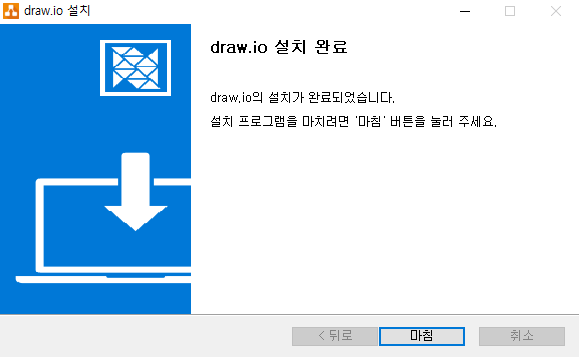 draw.io 설치
draw.io 설치 완료
draw.io의 설치가 완료되었습니다.
설치 프로그램을 마치려면 '마침' 버튼을 눌러 주세요.
< 뒤로
마침
취소